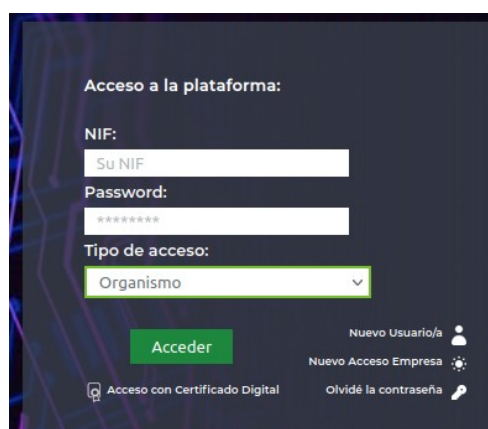 Acceso a la plataforma:
NIF:
Su NIF
Password:
********
Tipo de acceso:
Organismo
Acceder
Nuevo Usuario/a
Nuevo Acceso Empresa
Acceso con Certificado Digital
Olvidé la contraseña